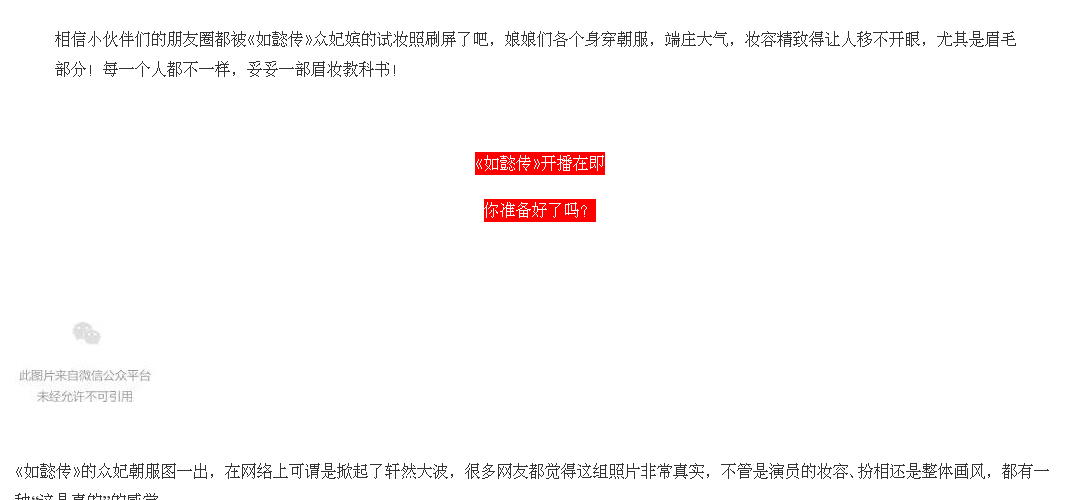 相信小伙伴们的朋友圈都被《如懿传》众妃嫔的试妆照刷屏了吧，娘娘们各个身穿朝服，端庄大气，妆容精致得让人移不开眼，尤其是眉毛
部分！每一个人都不一样，妥妥一部眉妆教科书！
《如懿传》开播在即
你准备好了吗？
此图片来自微信公众平台
未经允许不可引用
《如懿传》的众妃朝服图一出，在网络上可谓是掀起了轩然大波，很多网友都觉得这组照片非常真实，不管是演员的妆容、扮相还是整体画风，都有一
种“这是真的”的感觉